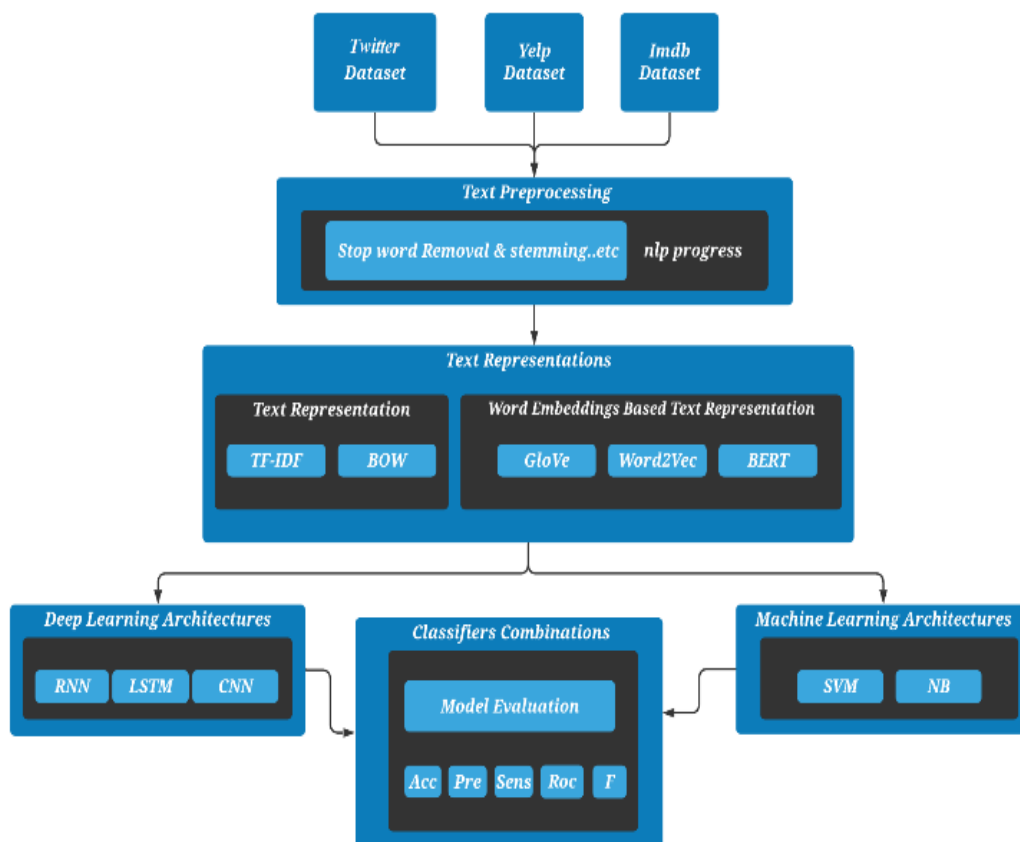 Twitter
Dataset
Yelp
Dataset
Imdb
Dataset
Text Preprocessing
Stop word Removal & stemming..etc
nlp progress
Text Representations
Text Representation
TF-IDF
BOW
Word Embeddings Based Text Representation
GloVe
Word2Vec
BERT
Deep Learning Architectures
RNN
LSTM
CNN
Classifiers Combinations
Model Evaluation
Acc
Pre
Sens
Roc
F
Machine Learning Architectures
SVM
NB